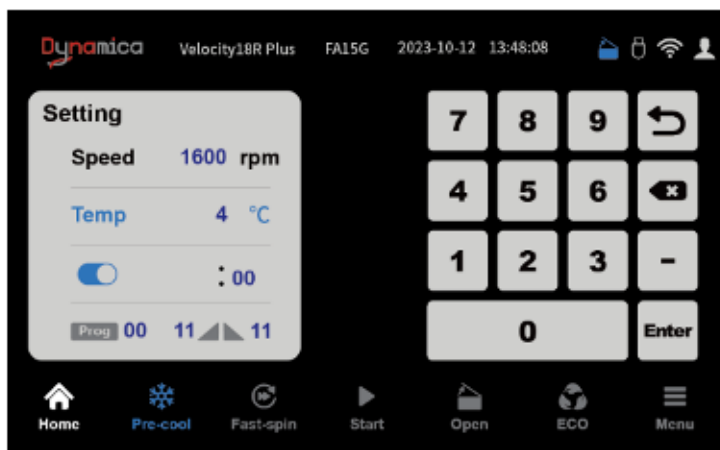 Dynamica Velocity18R Plus FA15G 2023-10-12 13:48:08
Setting
Speed 1600 rpm
Temp 4 °C
: 00
Prog 00 11 11
7 8 9
4 5 6
1 2 3 -
0 Enter
Home Pre-cool Fast-spin Start Open ECO Menu